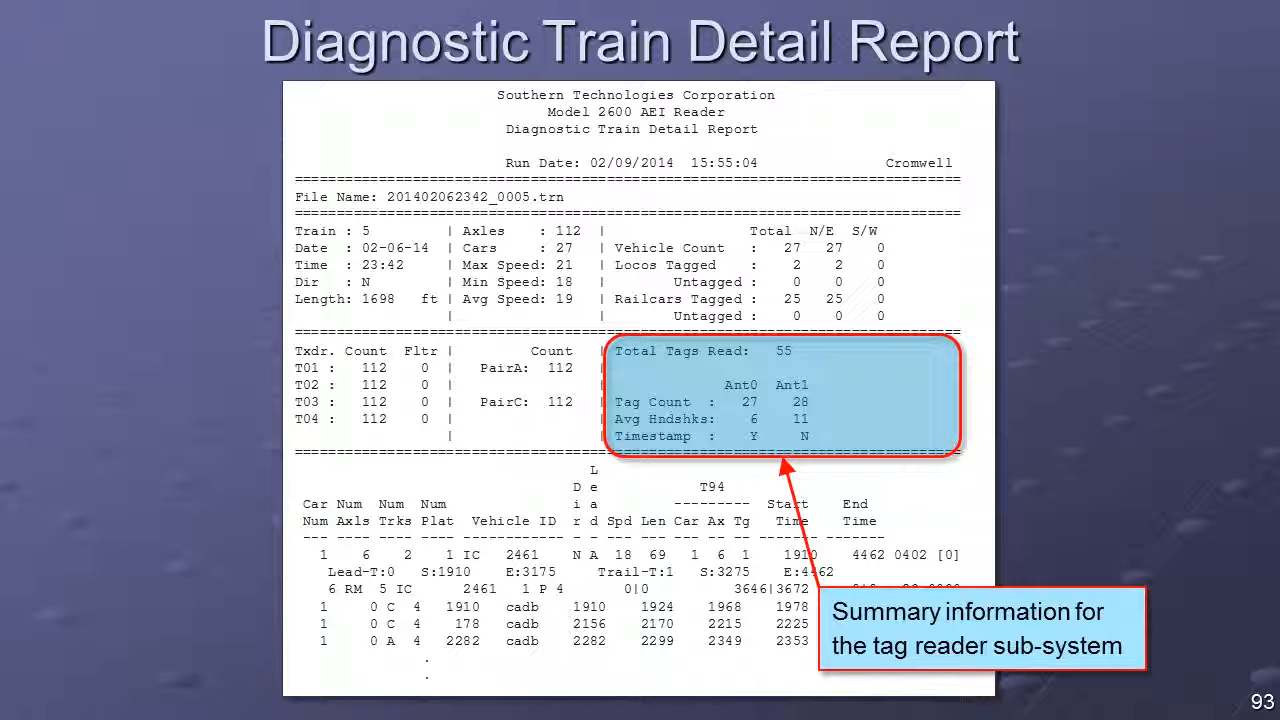 Diagnostic Train Detail Report
Southern Technologies Corporation
Model 2600 AEI Reader
Diagnostic Train Detail Report
Run Date: 02/09/2014 15:55:04 Cromwell
===============================================================================
File Name: 201402062342_0005.trn
===============================================================================
Train : 5 | Axles : 112 | Total N/E S/W
Date : 02-06-14 | Cars : 27 | Vehicle Count : 27 27 0
Time : 23:42 | Max Speed: 21 | Locos Tagged : 2 2 0
Dir : N | Min Speed: 18 | Untagged : 0 0 0
Length: 1698 ft | Avg Speed: 19 | Railcars Tagged : 25 25 0
| | Untagged : 0 0 0
===============================================================================
Txdr. Count Fltr | Count | Total Tags Read: 55
T01 : 112 0 | PairA: 112 |
T02 : 112 0 | | Ant0 Ant1
T03 : 112 0 | PairC: 112 | Tag Count : 27 28
T04 : 112 0 | | Avg Hndshks: 6 11
| | Timestamp : Y N
===============================================================================
L
D e T94
Car Num Num Num i a --------- Start End
Num Axls Trks Plat Vehicle ID r d Spd Len Car Ax Tg Time Time
--- ---- ---- ---- ------------ - - --- --- --- -- -- ------- -------
1 6 2 1 IC 2461 N A 18 69 1 6 1 1910 4462 0402 [0]
Lead-T:0 S:1910 E:3175 Trail-T:1 S:3275 E:4462
6 RM 5 IC 2461 1 P 4 0|0 3646|3672
1 0 C 4 1910 cadb 1910 1924 1968 1978
1 0 C 4 178 cadb 2156 2170 2215 2225
1 0 A 4 2282 cadb 2282 2299 2349 2353
.
.
Summary information for
the tag reader sub-system
93